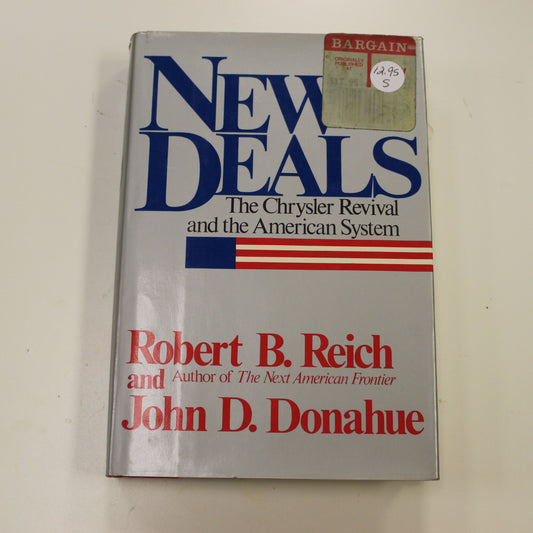 BARGAIN
ORIGINALLY
PUBLISHED
AT
12.95
S
NEW
DEALS
The Chrysler Revival
and the American System
Robert B. Reich
and Author of The Next American Frontier
John D. Donahue